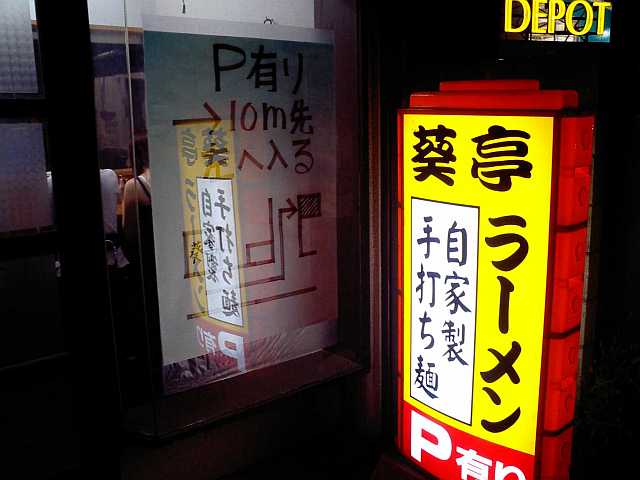 DEPOT
P有り
←10m先
へ入る
葵亭
ラーメン
自家製
手打ち麺
P有り